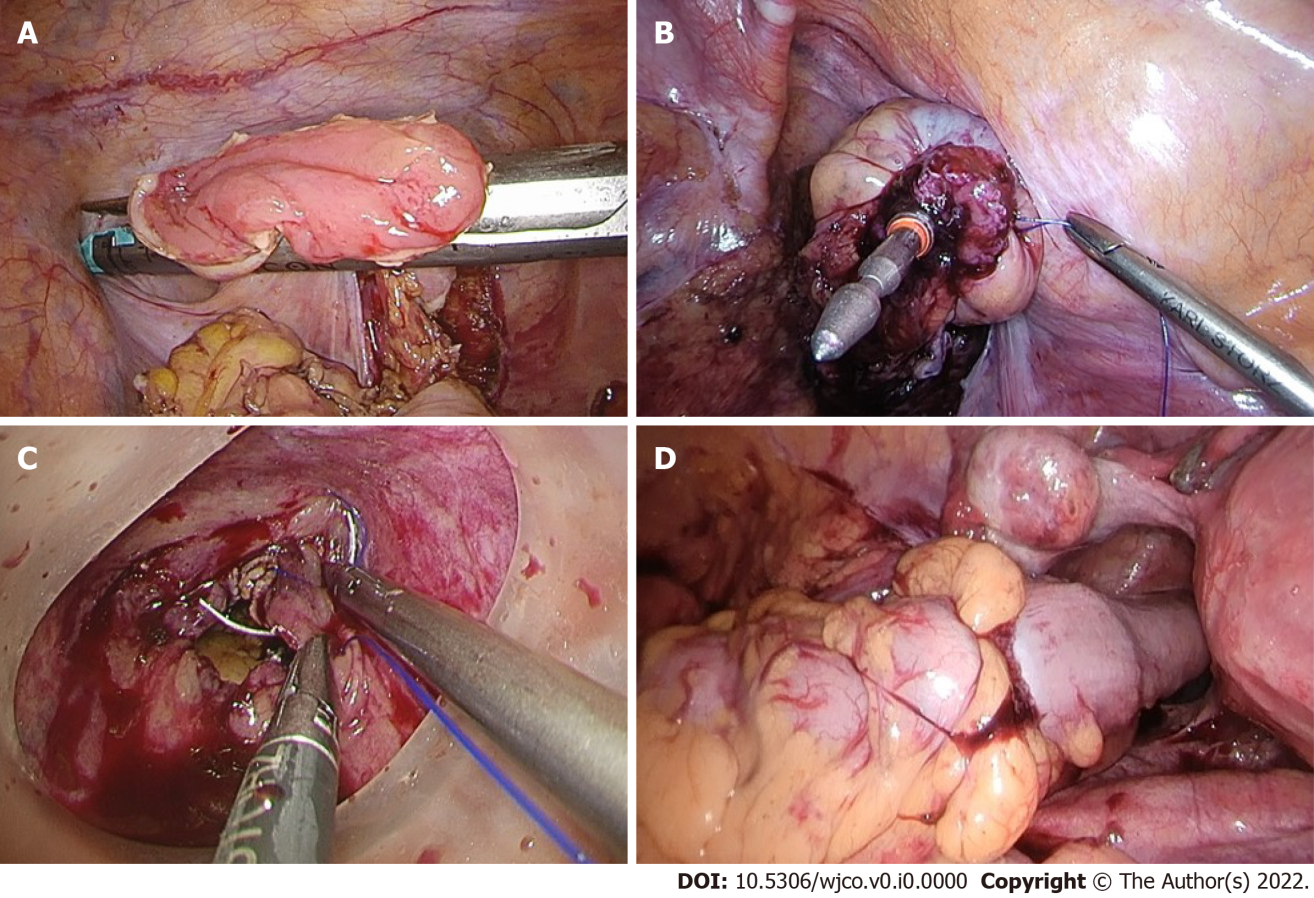 A
B
KARL STORZ
C
D
DOI: 10.5306/wjco.v0.i0.0000 Copyright © The Author(s) 2022.